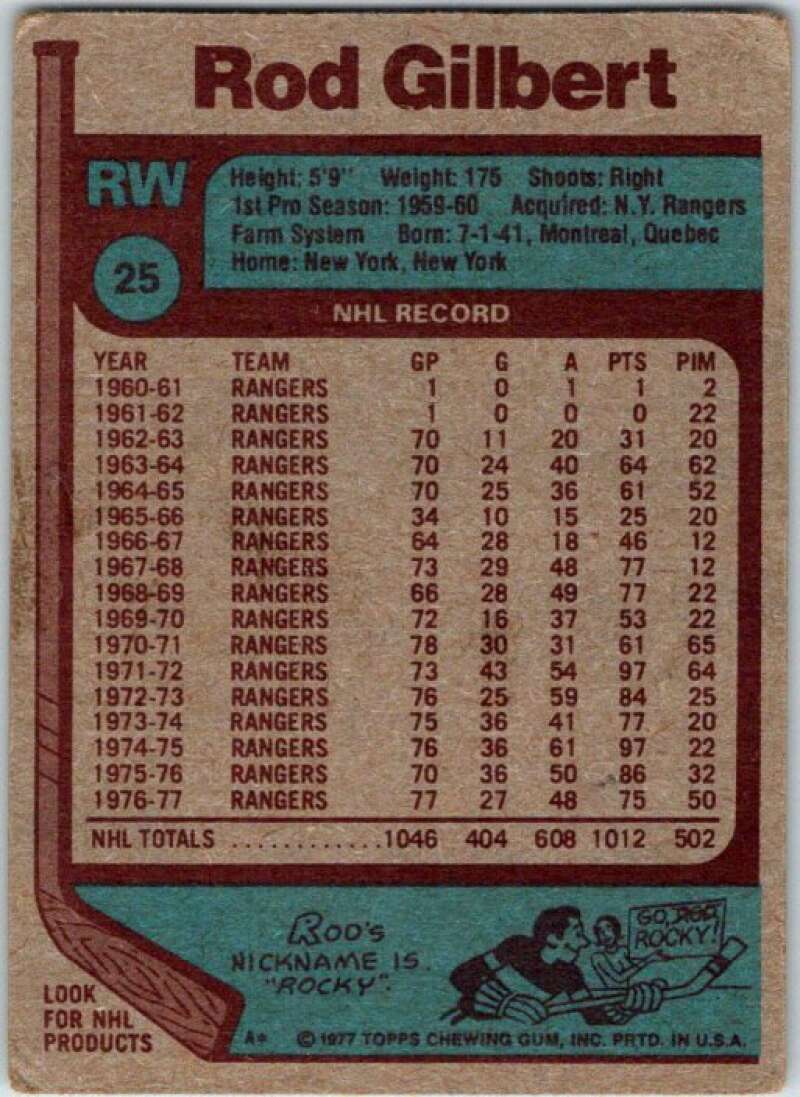 Rod Gilbert
RW
25
Height: 5'9" Weight: 175 Shoots: Right
1st Pro Season: 1959-60 Acquired: N.Y. Rangers
Farm System Born: 7-1-41, Montreal, Quebec
Home: New York, New York
NHL RECORD
YEAR TEAM GP G A PTS PIM
1960-61 RANGERS 1 0 1 1 2
1961-62 RANGERS 1 0 0 0 22
1962-63 RANGERS 70 11 20 31 20
1963-64 RANGERS 70 24 40 64 62
1964-65 RANGERS 70 25 36 61 52
1965-66 RANGERS 34 10 15 25 20
1966-67 RANGERS 64 28 18 46 12
1967-68 RANGERS 73 29 48 77 12
1968-69 RANGERS 66 28 49 77 22
1969-70 RANGERS 72 16 37 53 22
1970-71 RANGERS 78 30 31 61 65
1971-72 RANGERS 73 43 54 97 64
1972-73 RANGERS 76 25 59 84 25
1973-74 RANGERS 75 36 41 77 20
1974-75 RANGERS 76 36 61 97 22
1975-76 RANGERS 70 36 50 86 32
1976-77 RANGERS 77 27 48 75 50
NHL TOTALS ............1046 404 608 1012 502
ROD'S
NICKNAME IS
"ROCKY".
GO, ROD,
ROCKY!
LOOK
FOR NHL
PRODUCTS
A* © 1977 TOPPS CHEWING GUM, INC. PRTD. IN U.S.A.